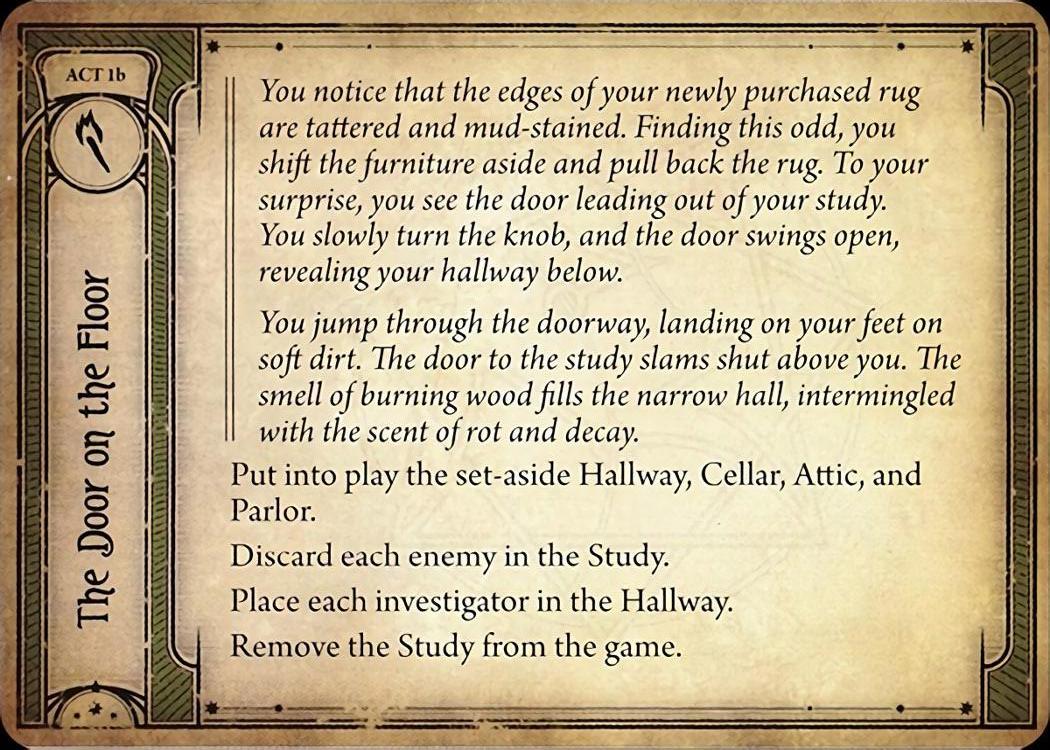 ACT 1b
The Door on the Floor
You notice that the edges of your newly purchased rug
are tattered and mud-stained. Finding this odd, you
shift the furniture aside and pull back the rug. To your
surprise, you see the door leading out of your study.
You slowly turn the knob, and the door swings open,
revealing your hallway below.
You jump through the doorway, landing on your feet on
soft dirt. The door to the study slams shut above you. The
smell of burning wood fills the narrow hall, intermingled
with the scent of rot and decay.
Put into play the set-aside Hallway, Cellar, Attic, and
Parlor.
Discard each enemy in the Study.
Place each investigator in the Hallway.
Remove the Study from the game.